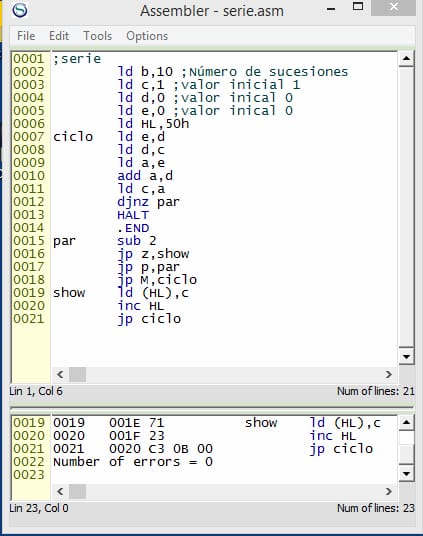 Assembler - serie.asm
File Edit Tools Options
0001 ;serie
0002 ld b,10 ;Número de sucesiones
0003 ld c,1 ;valor inicial 1
0004 ld d,0 ;valor inical 0
0005 ld e,0 ;valor inical 0
0006 ld HL,50h
0007 ciclo ld e,d
0008 ld d,c
0009 ld a,e
0010 add a,d
0011 ld c,a
0012 djnz par
0013 HALT
0014 .END
0015 par sub 2
0016 jp z,show
0017 jp p,par
0018 jp M,ciclo
0019 show ld (HL),c
0020 inc HL
0021 jp ciclo
Lin 1, Col 6 Num of lines: 21
0019 0019 001E 71 show ld (HL),c
0020 0020 001F 23 inc HL
0021 0021 0020 C3 0B 00 jp ciclo
0022 Number of errors = 0
0023
Lin 23, Col 0 Num of lines: 23